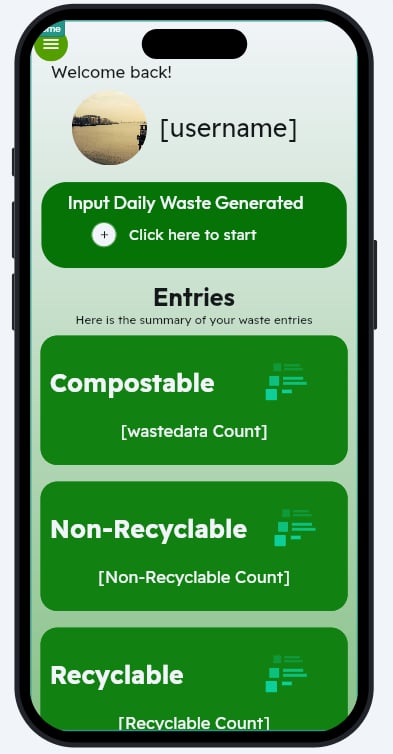 ome
Welcome back!
[username]
Input Daily Waste Generated
+ Click here to start
Entries
Here is the summary of your waste entries
Compostable
[wastedata Count]
Non-Recyclable
[Non-Recyclable Count]
Recyclable
[Recyclable Count]